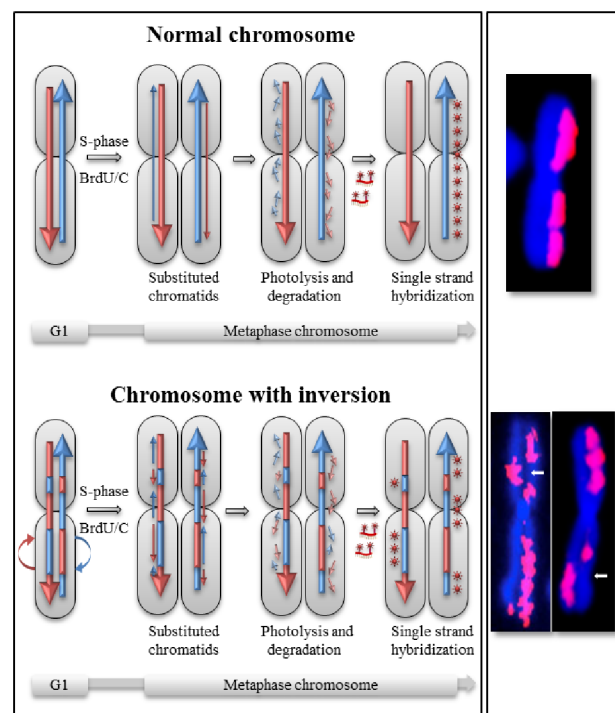 Normal chromosome
S-phase
BrdU/C
Substituted
chromatids
Photolysis and
degradation
Single strand
hybridization
G1
Metaphase chromosome
Chromosome with inversion
S-phase
BrdU/C
Substituted
chromatids
Photolysis and
degradation
Single strand
hybridization
G1
Metaphase chromosome